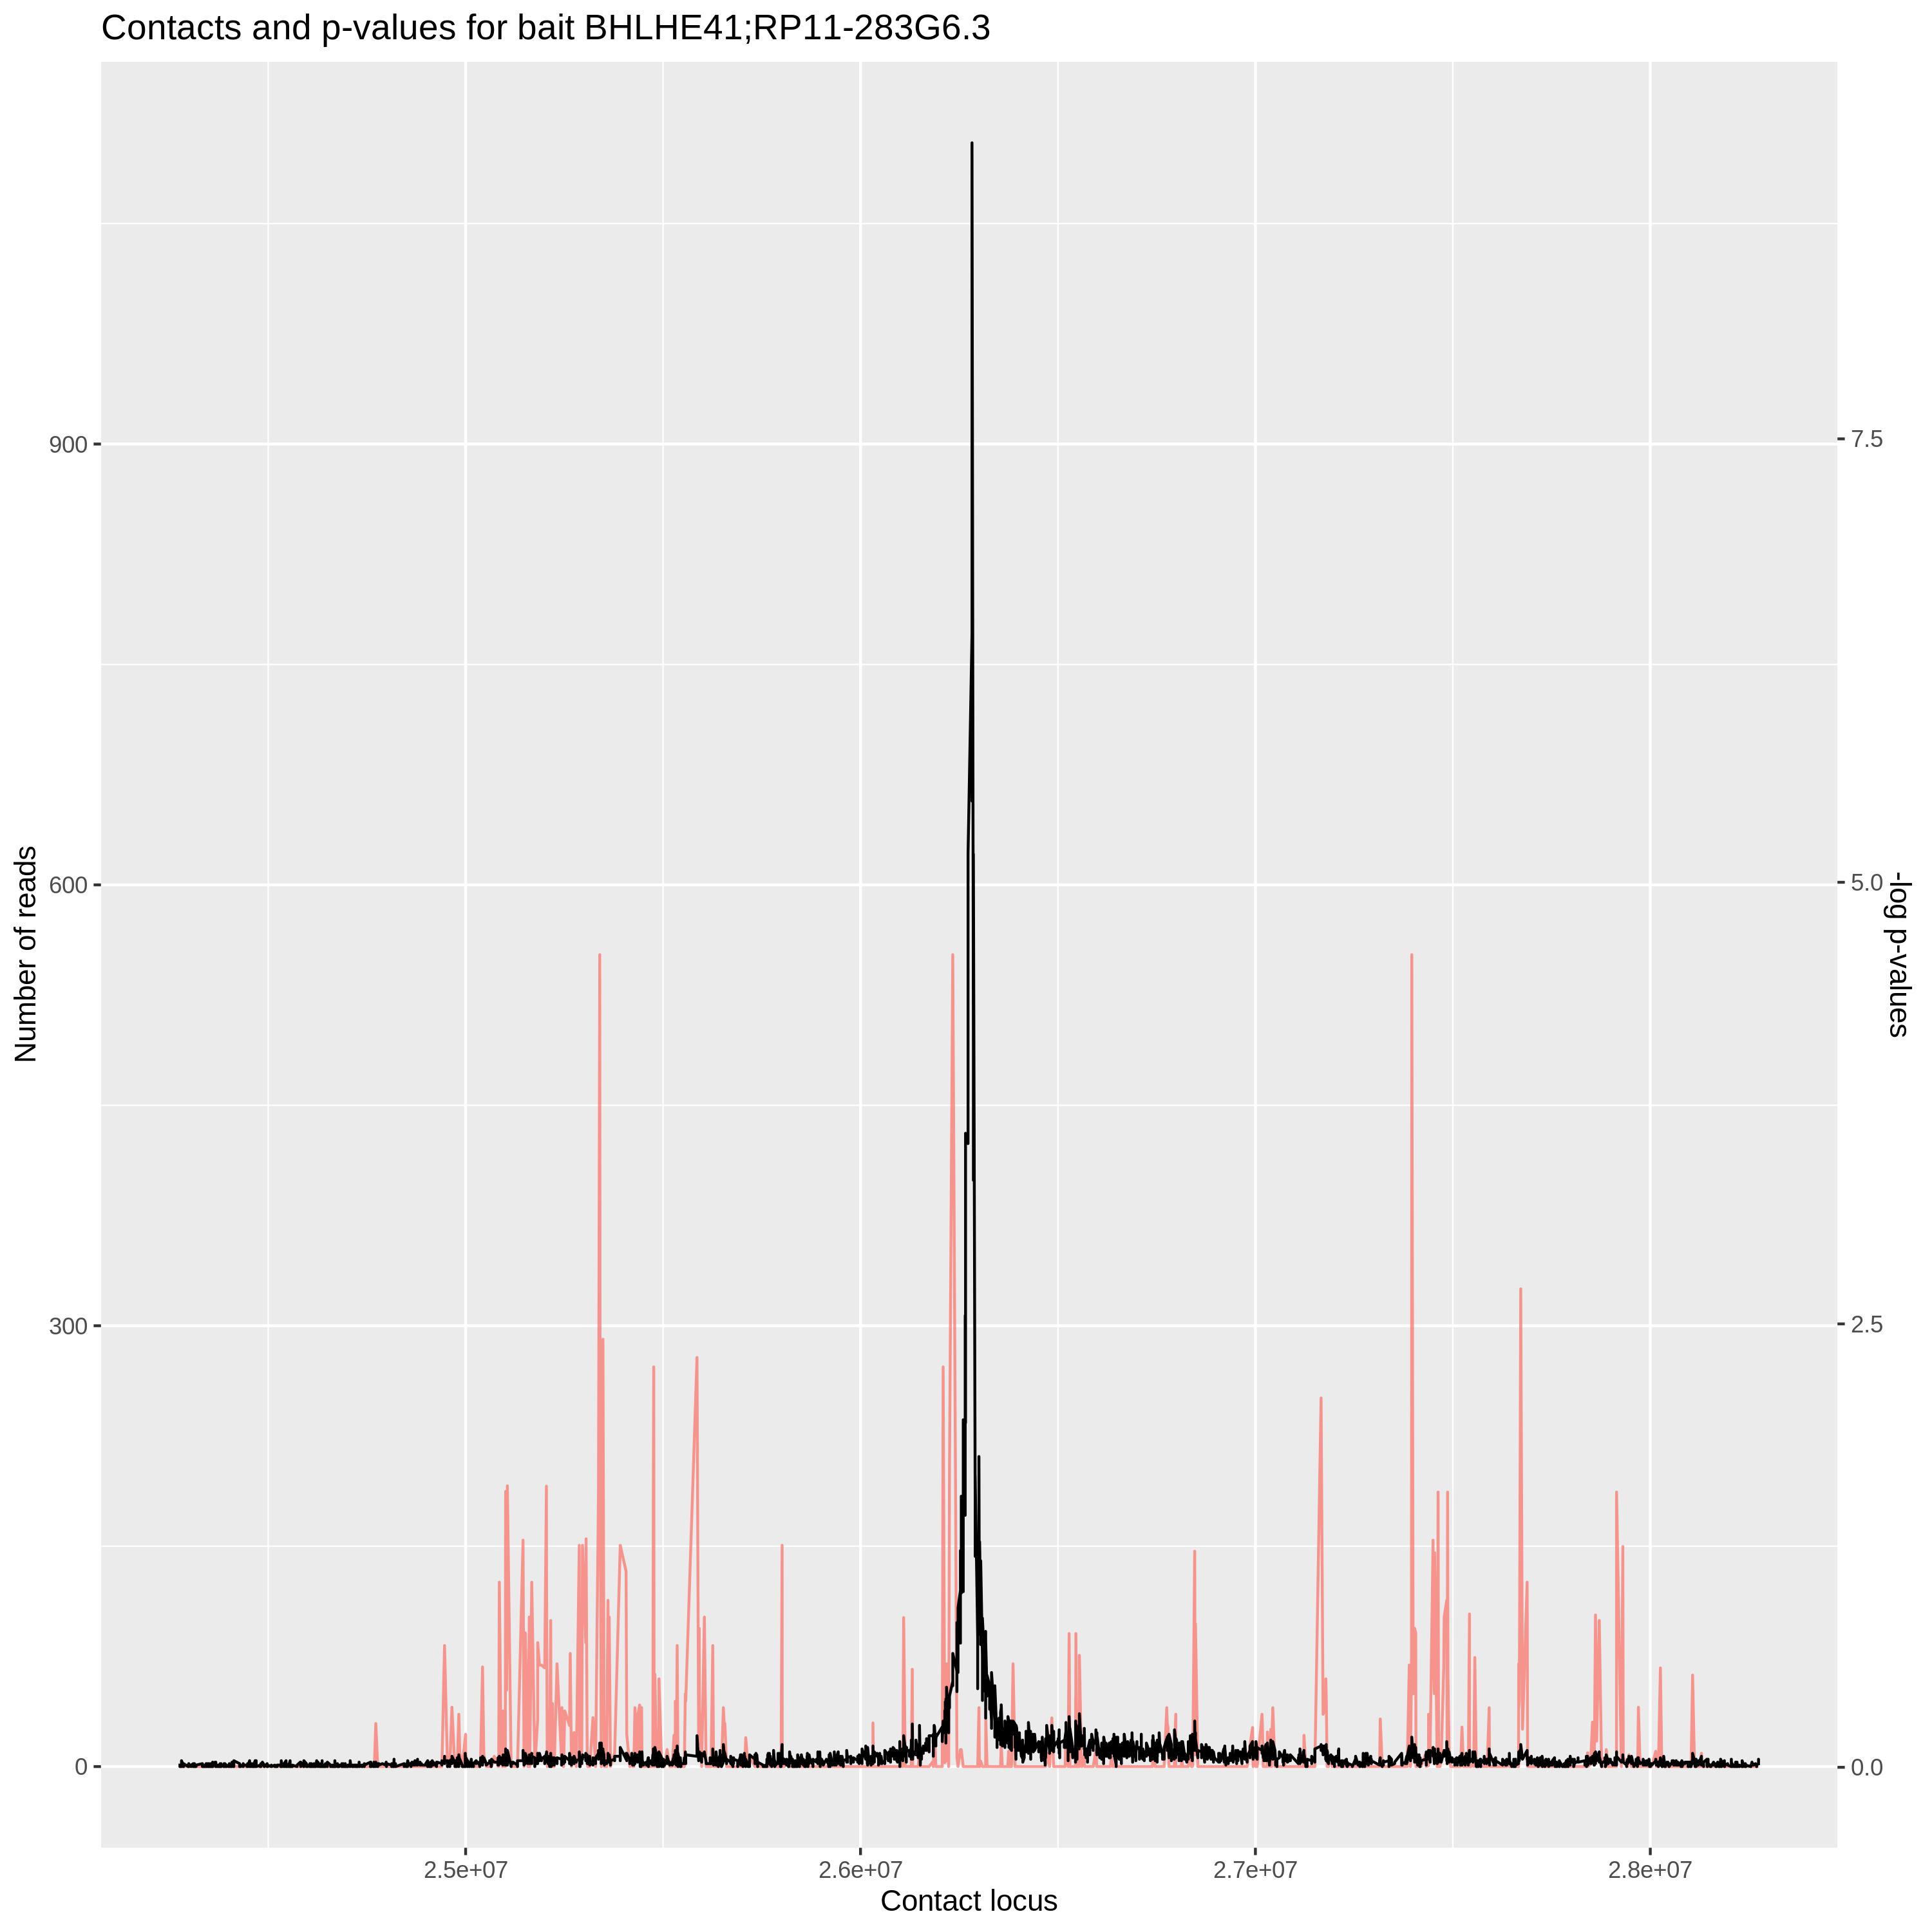 Contacts and p-values for bait BHLHE41;RP11-283G6.3
Number of reads
900
600
300
0
7.5
5.0
2.5
0.0
-log p-values
2.5e+07
2.6e+07
2.7e+07
2.8e+07
Contact locus